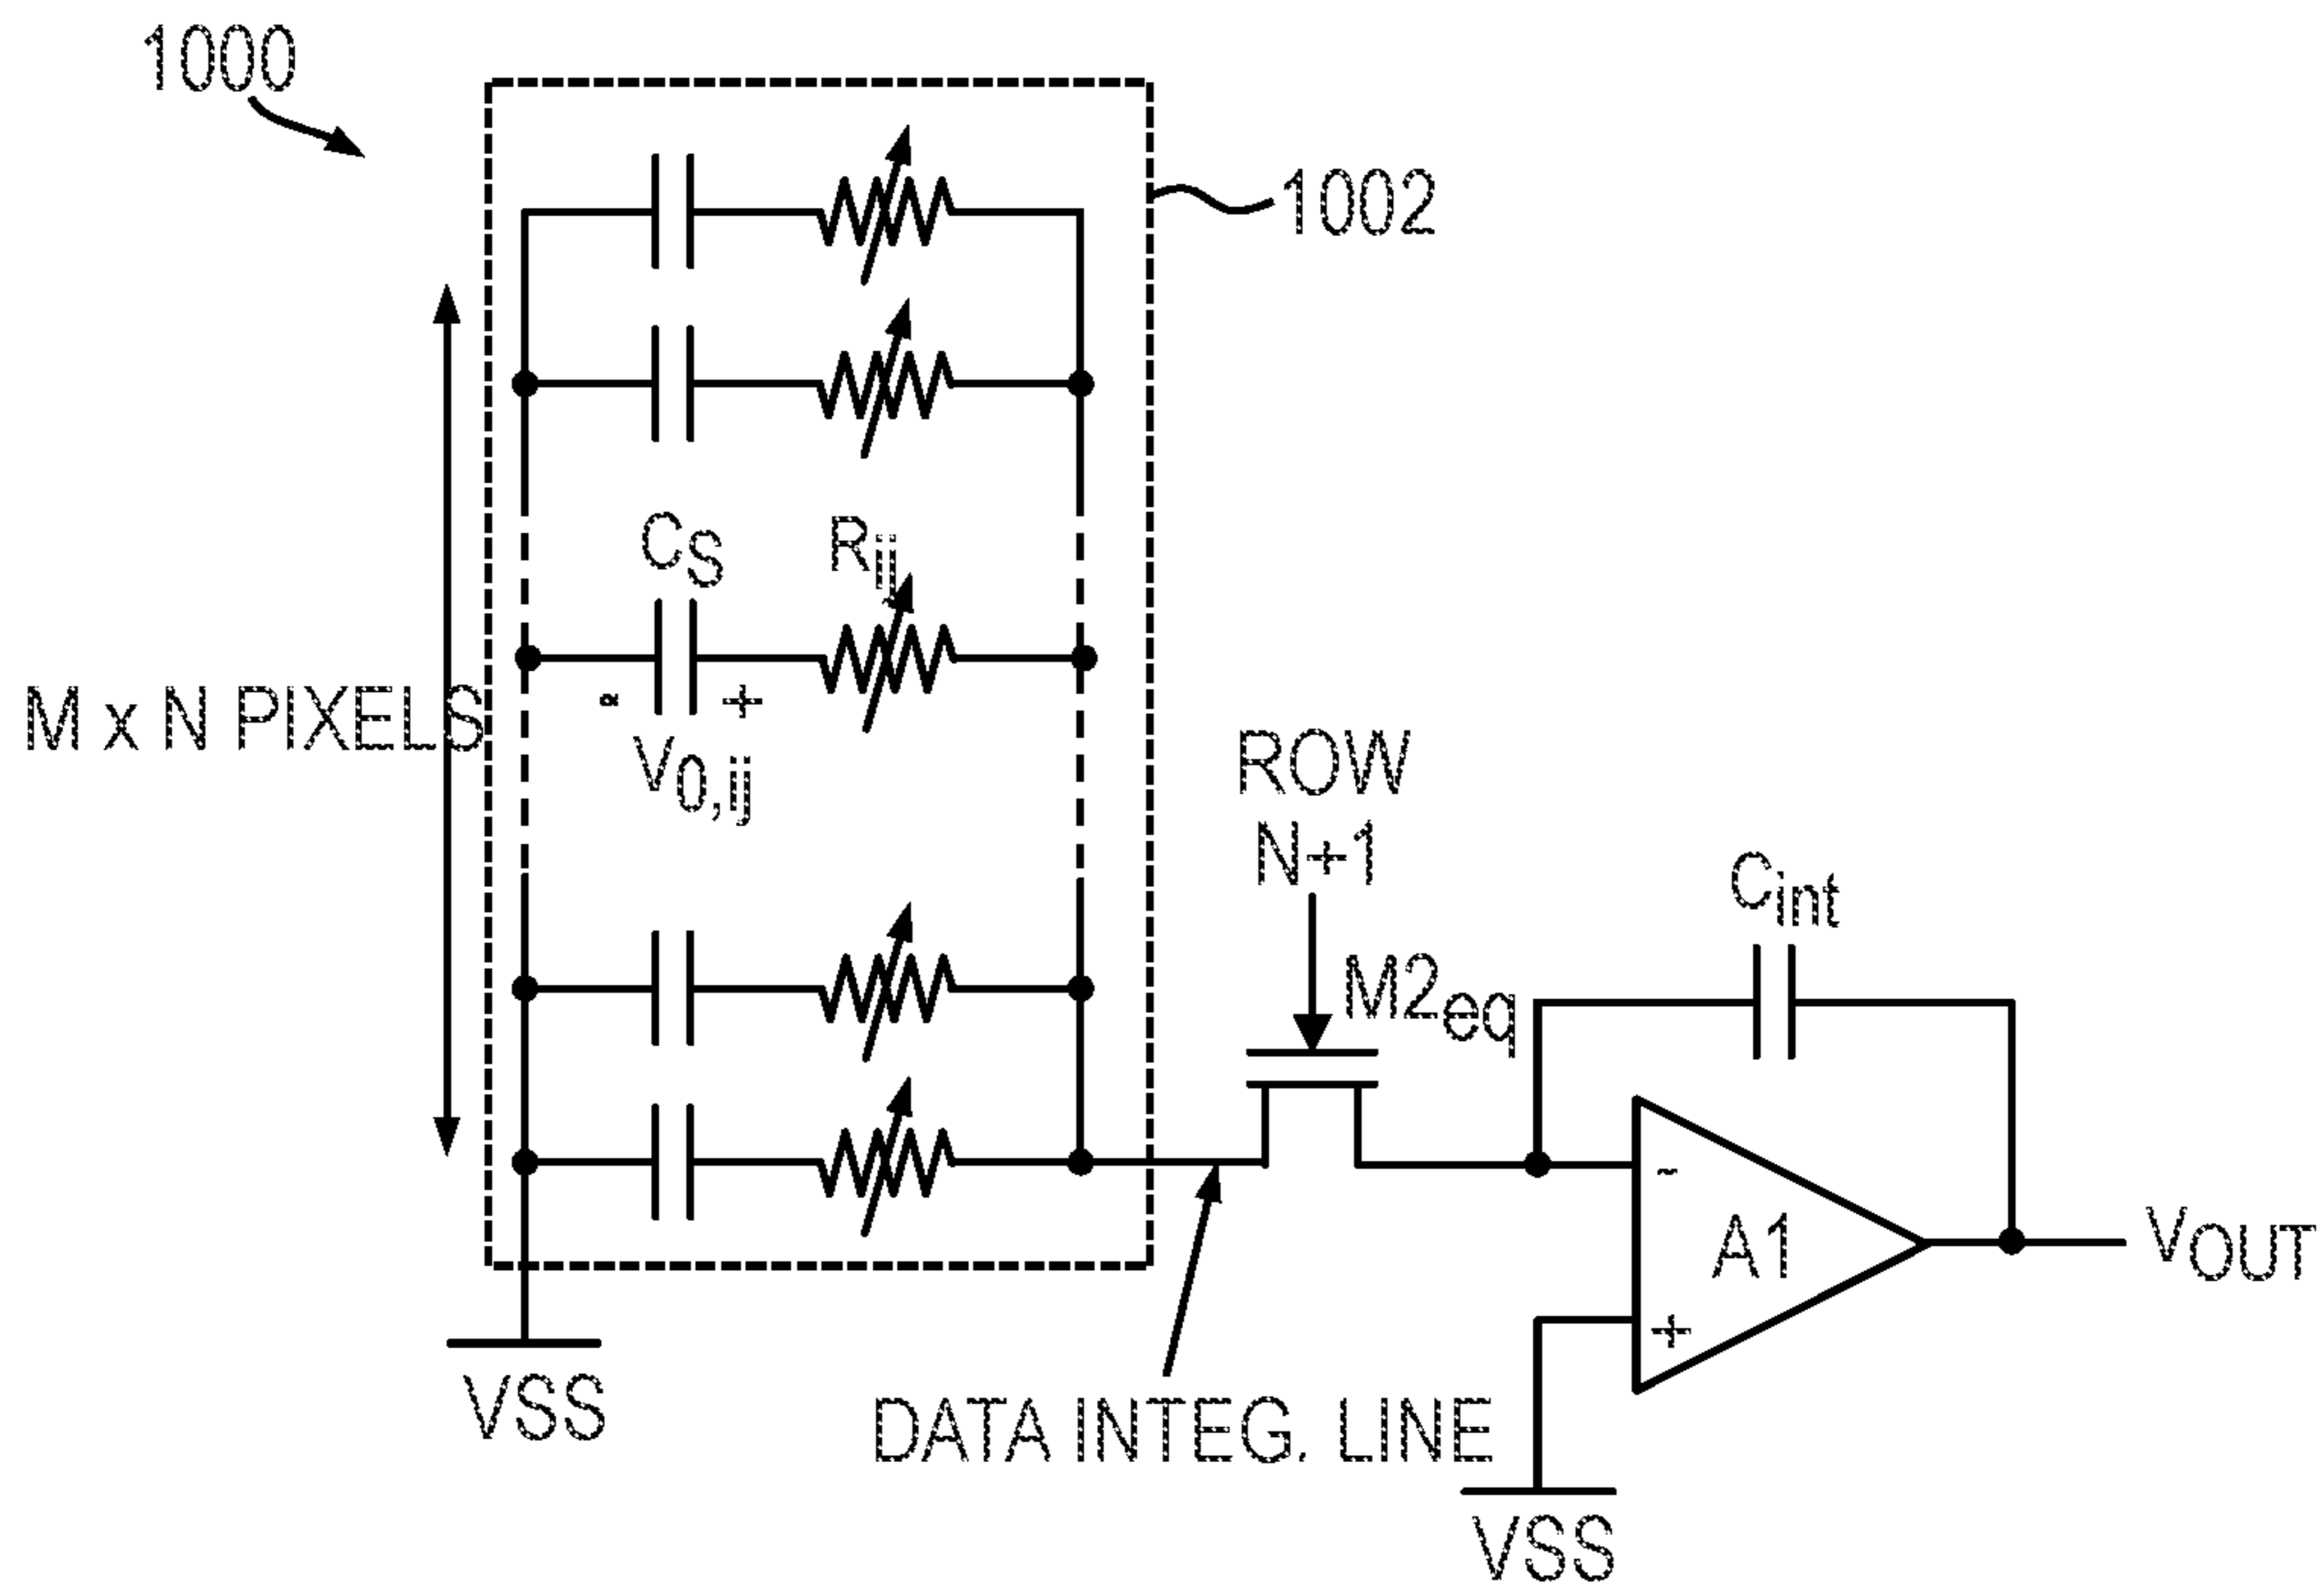 1000
1002
CS Rij
- +
M x N PIXELS
V0,ij
ROW
N+1
Cint
M2eq
-
A1
VOUT
+
VSS
DATA INTEG. LINE
VSS